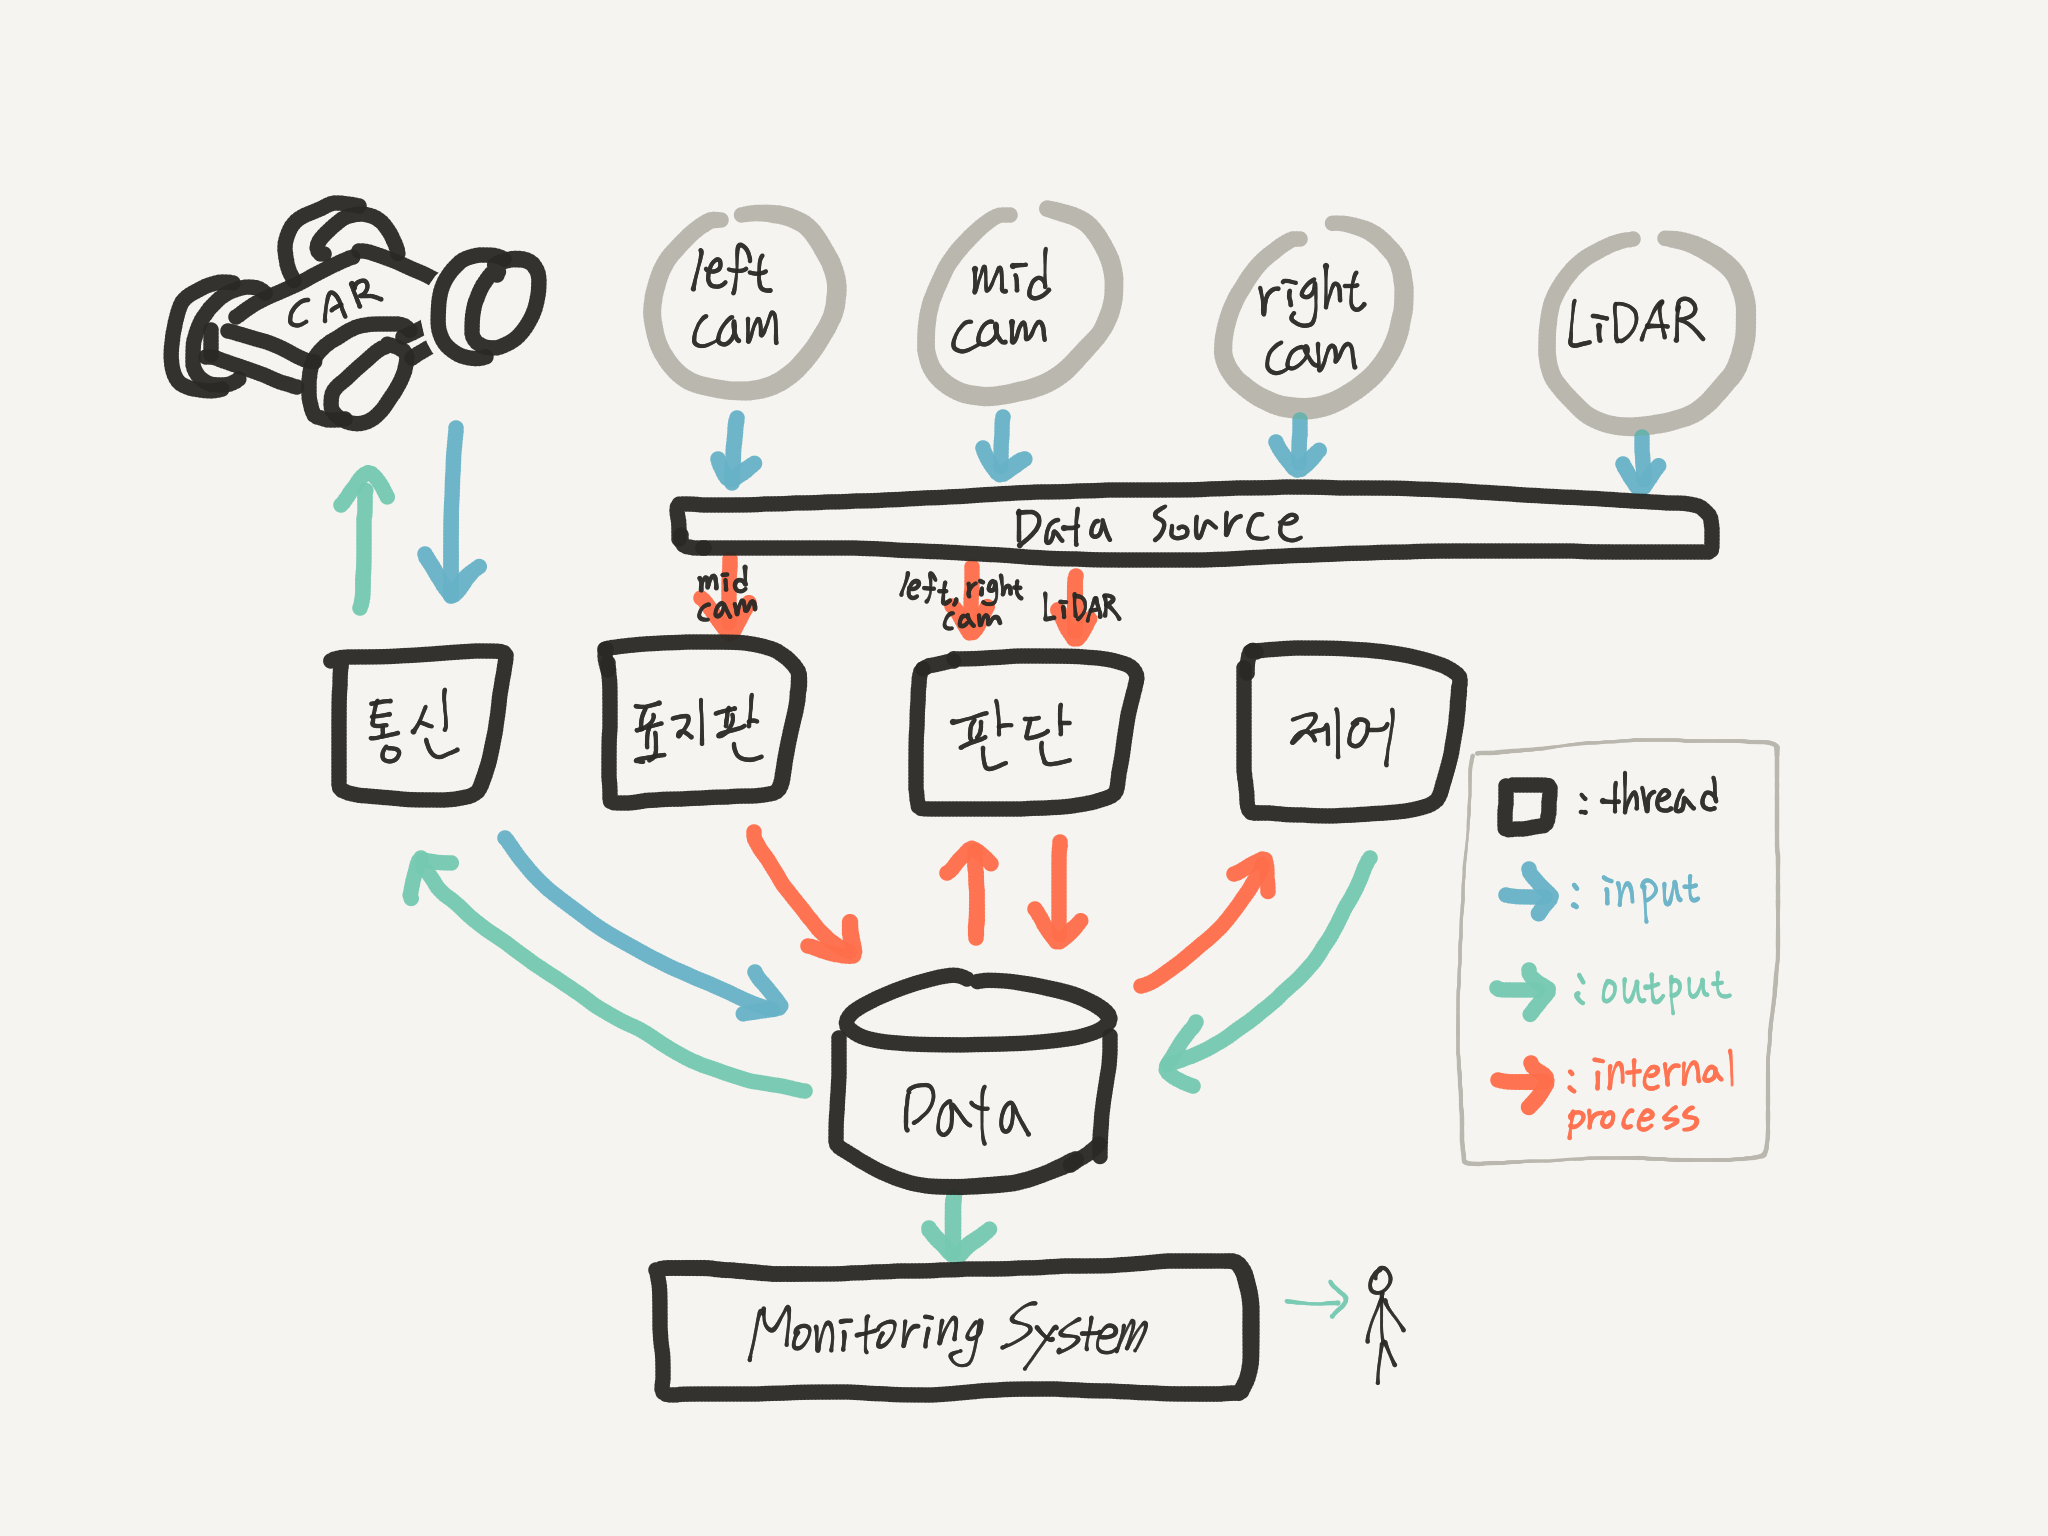 CAR
left
cam
mid
cam
right
cam
LiDAR
Data Source
mid
cam
left, right
cam
LiDAR
통신
표지판
판단
제어
: thread
: input
: output
: internal
process
Data
Monitoring System